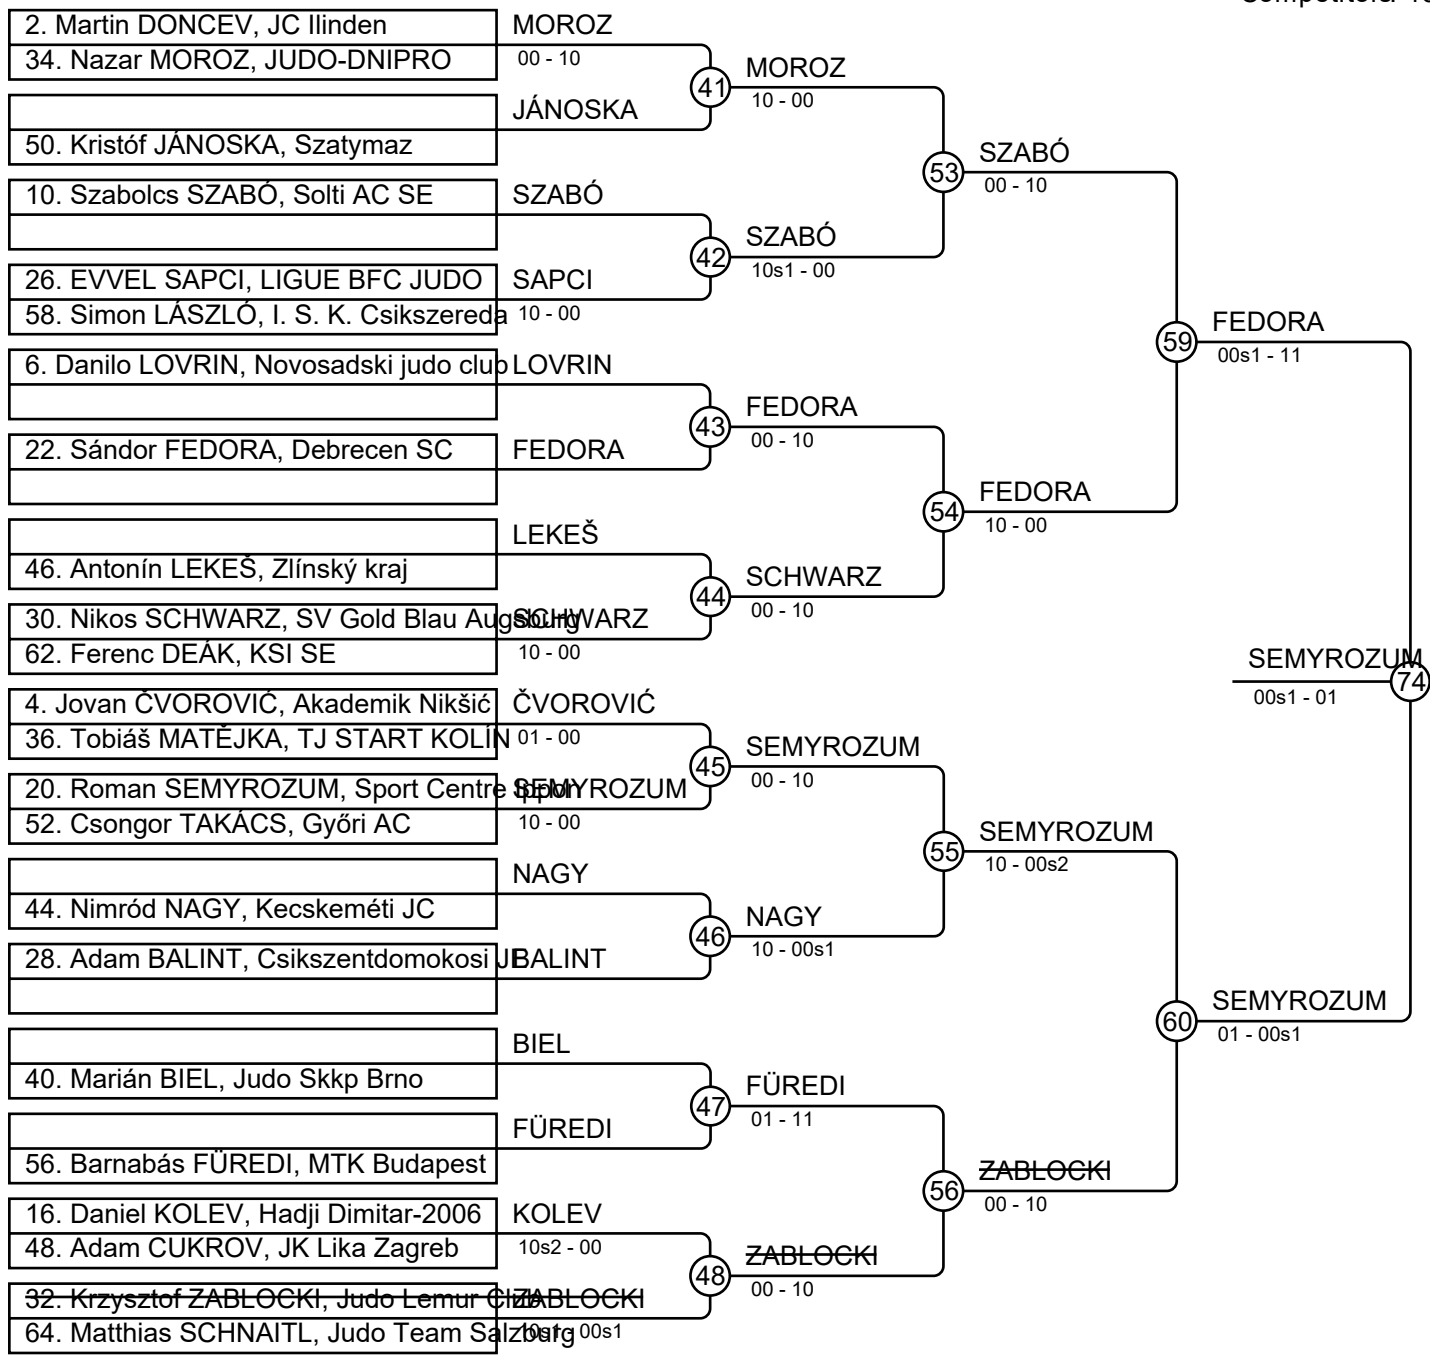 2. Martin DONCEV, JC Ilinden
34. Nazar MOROZ, JUDO-DNIPRO
MOROZ
00 - 10
50. Kristóf JÁNOSKA, Szatymaz
JÁNOSKA
41
MOROZ
10 - 00
10. Szabolcs SZABÓ, Solti AC SE
SZABÓ
26. EVVEL SAPCI, LIGUE BFC JUDO
58. Simon LÁSZLÓ, I. S. K. Csikszereda
SAPCI
10 - 00
42
SZABÓ
10s1 - 00
53
SZABÓ
00 - 10
6. Danilo LOVRIN, Novosadski judo club
LOVRIN
22. Sándor FEDORA, Debrecen SC
FEDORA
43
FEDORA
00 - 10
46. Antonín LEKEŠ, Zlínský kraj
LEKEŠ
30. Nikos SCHWARZ, SV Gold Blau Augsburg
62. Ferenc DEÁK, KSI SE
SCHWARZ
10 - 00
44
SCHWARZ
00 - 10
54
FEDORA
10 - 00
59
FEDORA
00s1 - 11
4. Jovan ČVOROVIĆ, Akademik Nikšić
36. Tobiáš MATĚJKA, TJ START KOLÍN
ČVOROVIĆ
01 - 00
20. Roman SEMYROZUM, Sport Centre Ippon
52. Csongor TAKÁCS, Győri AC
SEMYROZUM
10 - 00
45
SEMYROZUM
00 - 10
44. Nimród NAGY, Kecskeméti JC
NAGY
28. Adam BALINT, Csikszentdomokosi
BALINT
46
NAGY
10 - 00s1
55
SEMYROZUM
10 - 00s2
40. Marián BIEL, Judo Skkp Brno
BIEL
56. Barnabás FÜREDI, MTK Budapest
FÜREDI
47
FÜREDI
01 - 11
16. Daniel KOLEV, Hadji Dimitar-2006
48. Adam CUKROV, JK Lika Zagreb
KOLEV
10s2 - 00
32. Krzysztof ZABLOCKI, Judo Lemur Club
64. Matthias SCHNAITL, Judo Team Salzburg
ZABLOCKI
10s1 - 00s1
48
ZABLOCKI
00 - 10
56
ZABLOCKI
00 - 10
60
SEMYROZUM
01 - 00s1
74
SEMYROZUM
00s1 - 01